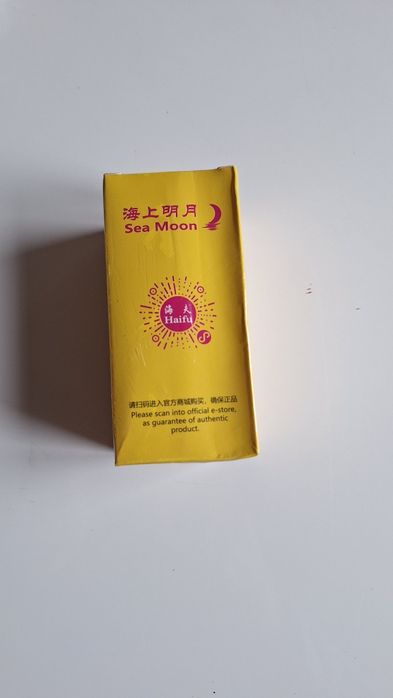 海上明月
Sea Moon
海夫
Haifu
请扫码进入官方商城购买，确保正品
Please scan into official e-store,
as guarantee of authentic
product.